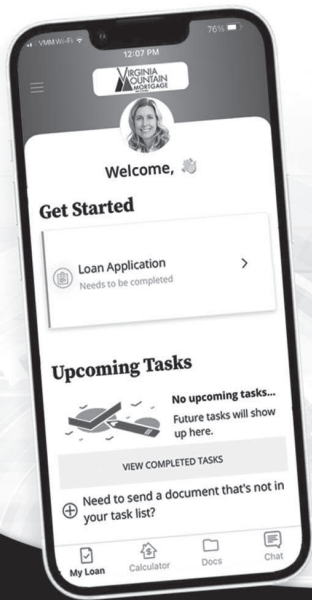 VMM Wi-Fi
76%
12:07 PM
VIRGINIA
MOUNTAIN
MORTGAGE
Welcome, 👋
Get Started
Loan Application
Needs to be completed
Upcoming Tasks
No upcoming tasks...
Future tasks will show
up here.
VIEW COMPLETED TASKS
Need to send a document that's not in
your task list?
My Loan
Calculator
Docs
Chat